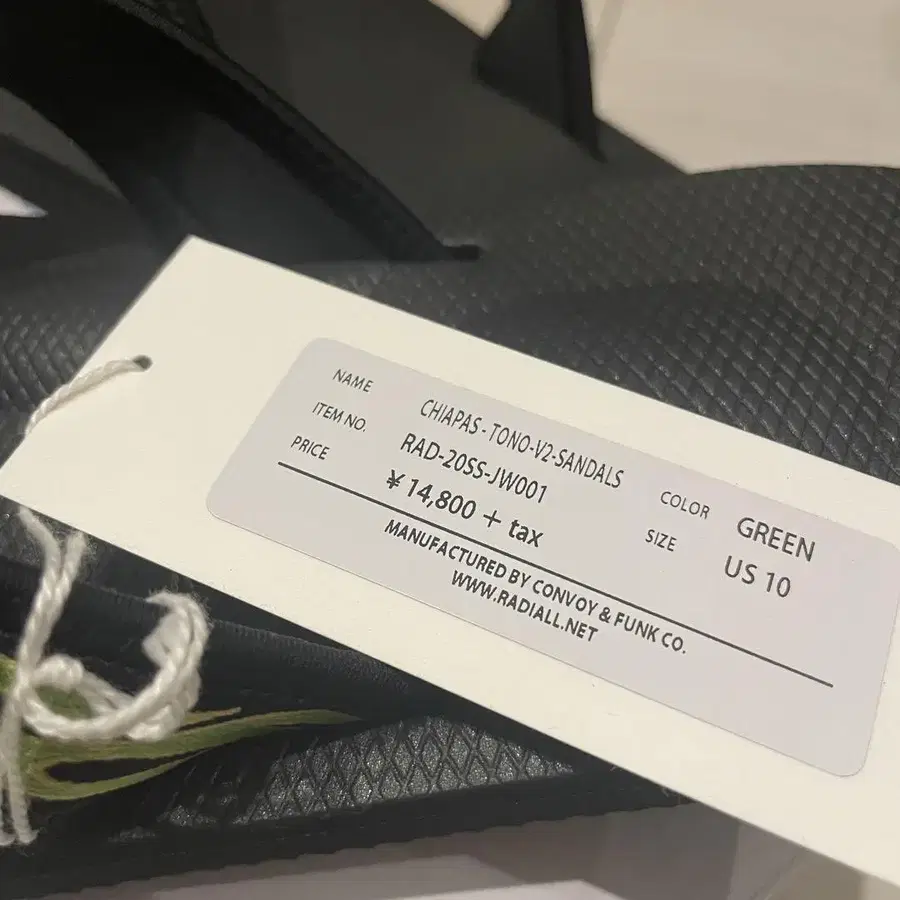 NAME CHIAPAS - TONO-V2-SANDALS
ITEM NO. RAD-20SS-JW001 COLOR GREEN
PRICE ¥ 14,800 + tax SIZE US 10
MANUFACTURED BY CONVOY & FUNK CO.
WWW.RADIALL.NET